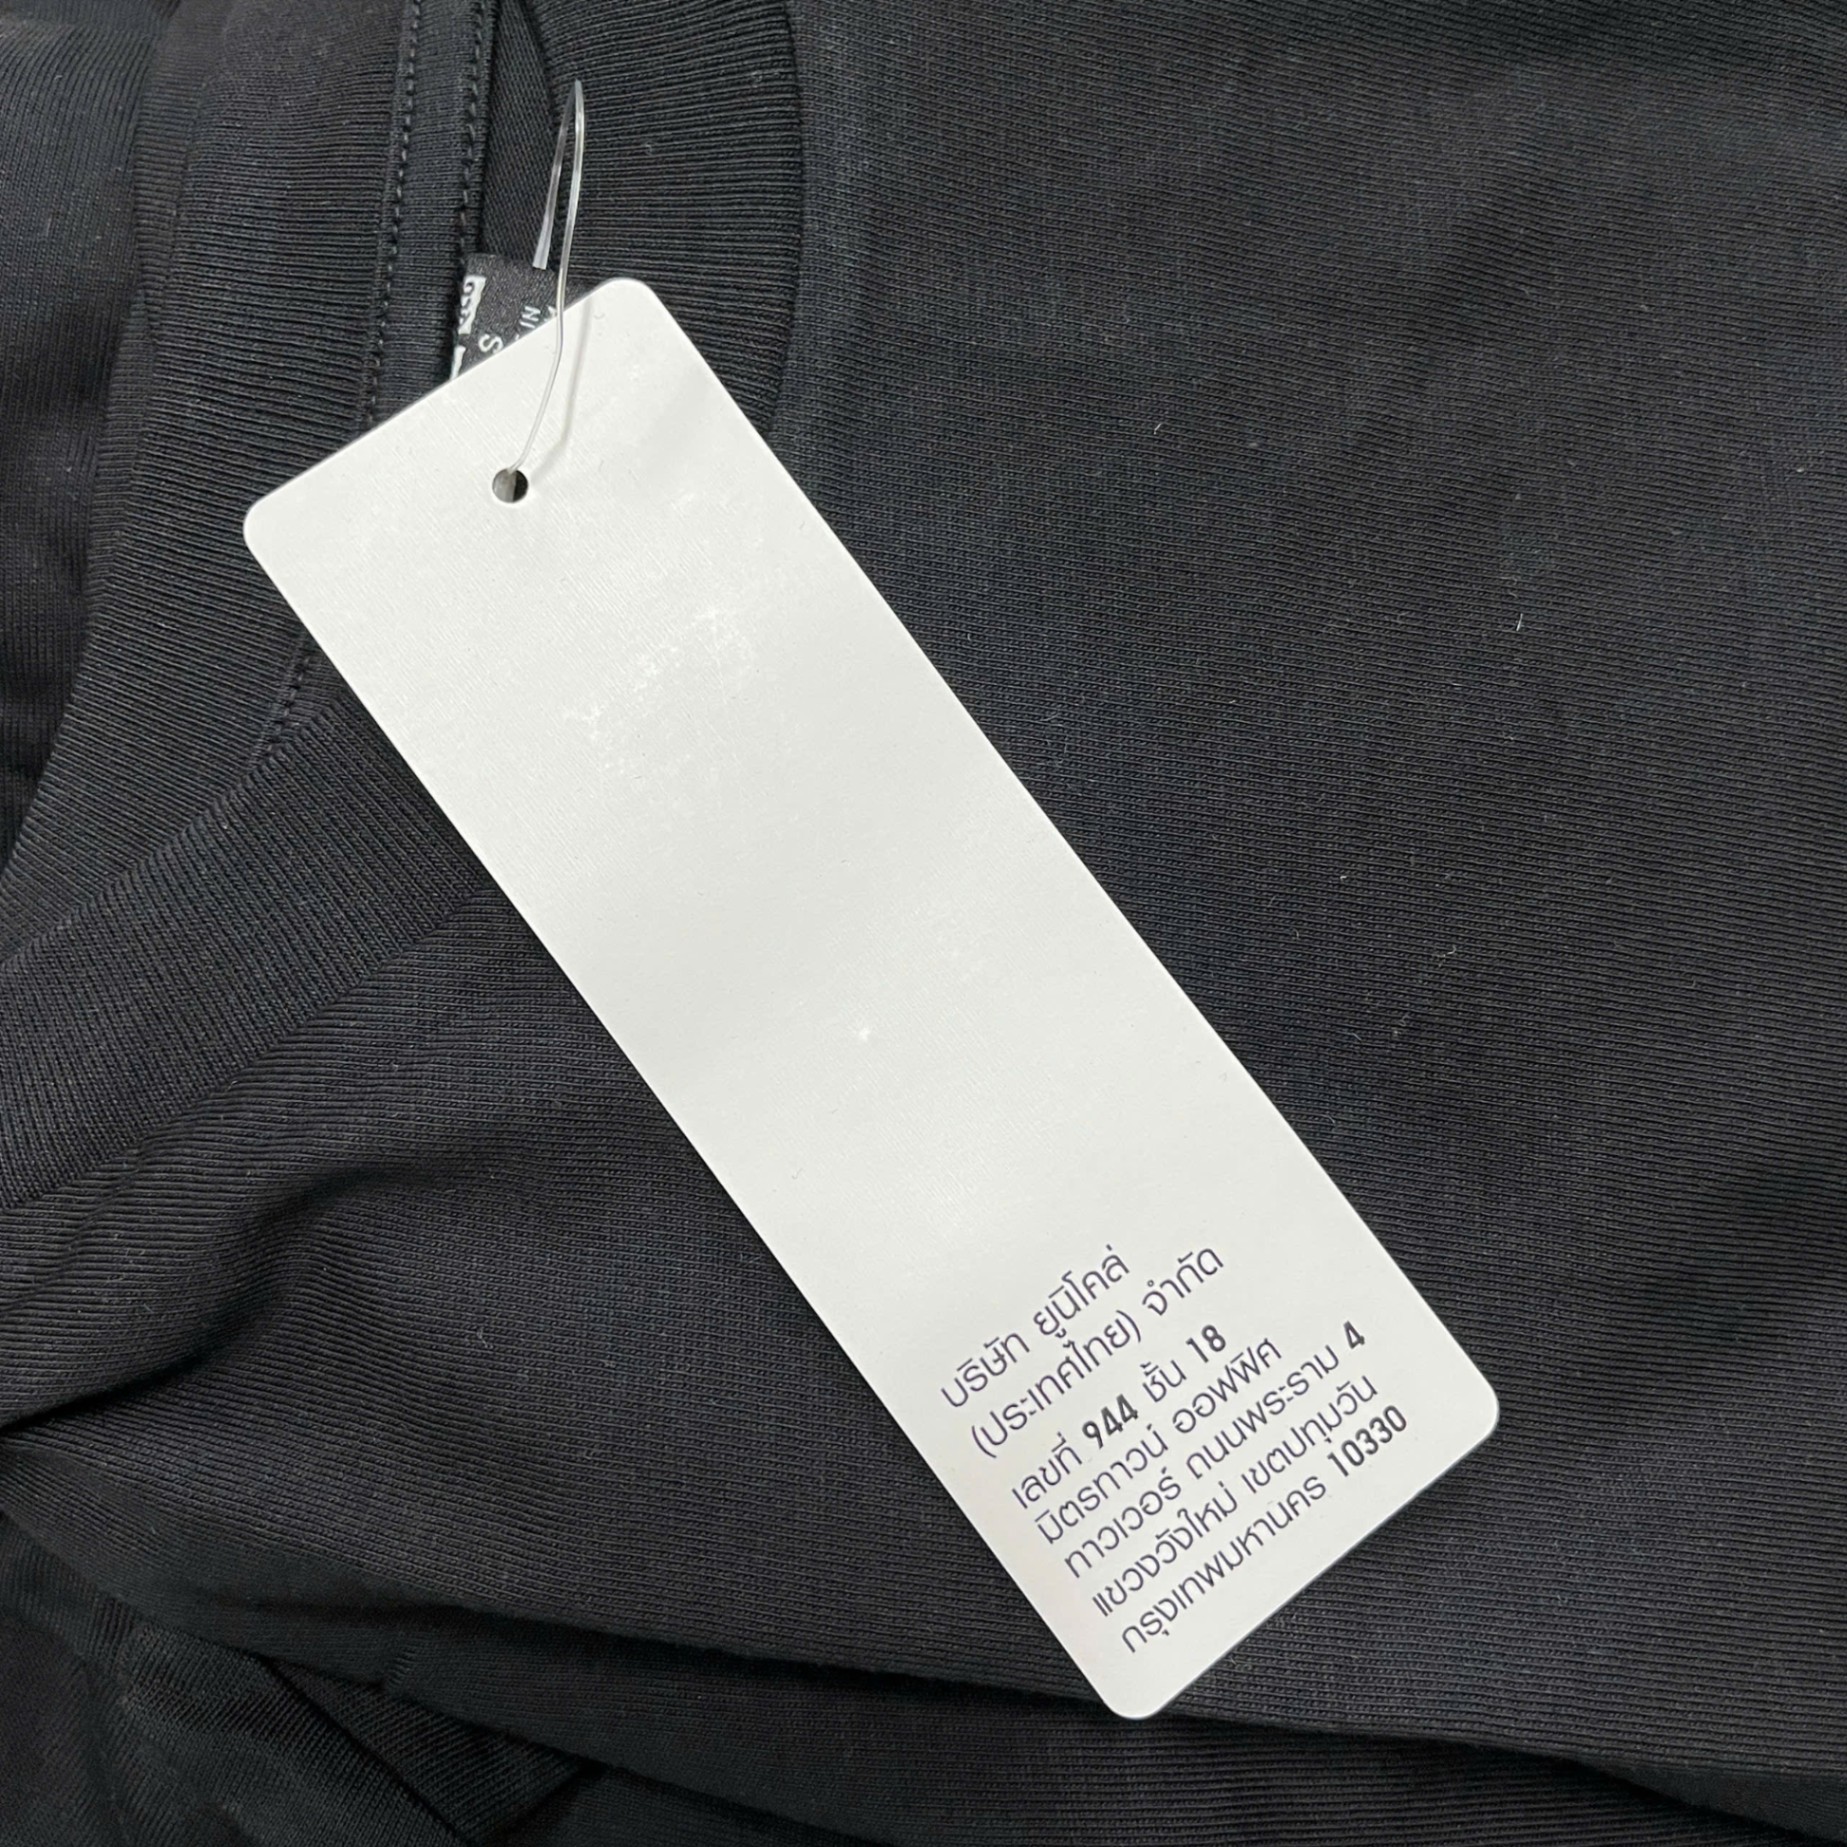 บริษัท ยูนิโคล่
(ประเทศไทย) จำกัด
เลขที่ 944 ชั้น 18
มิตรทาวน์ ออฟฟิศ
ทาวเวอร์ ถนนพระราม 4
แขวงวังใหม่ เขตปทุมวัน
กรุงเทพมหานคร 10330